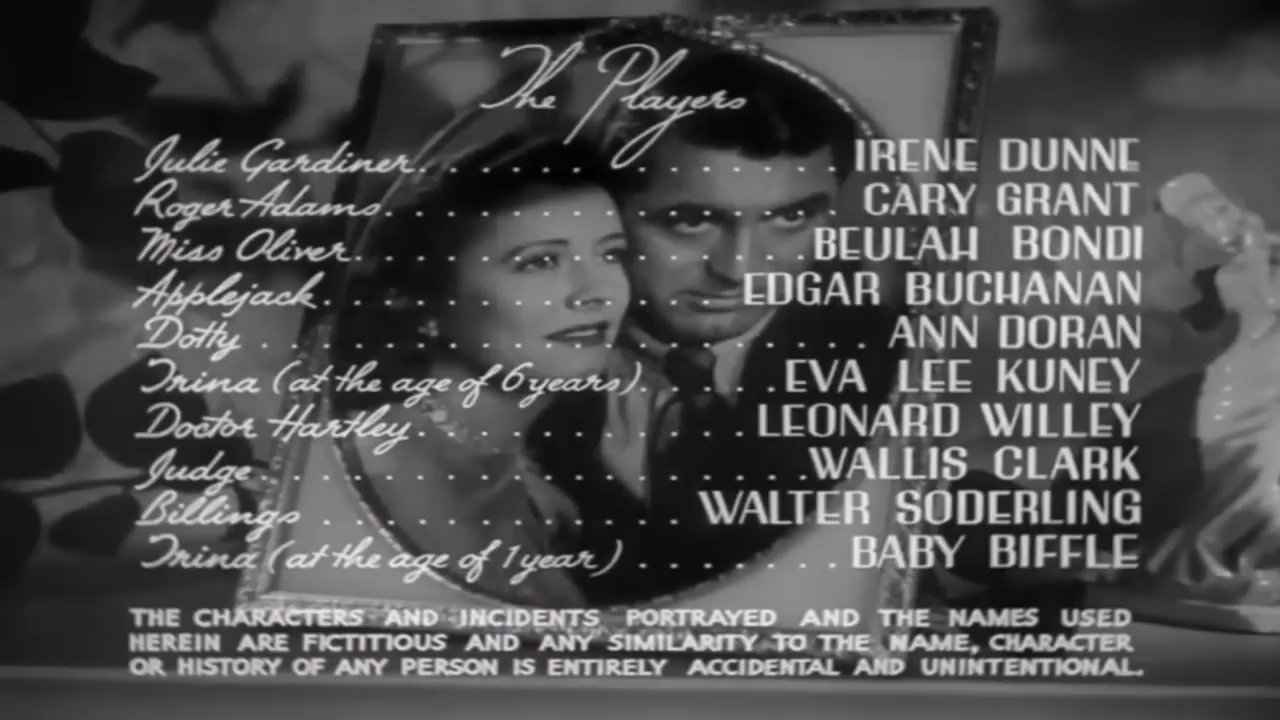 The Players
Julie Gardiner. . . . . . . . . . . . . . IRENE DUNNE
Roger Adams. . . . . . . . . . . . . . . CARY GRANT
Miss Oliver. . . . . . . . . . . . . . . BEULAH BONDI
Applejack. . . . . . . . . . . . . . EDGAR BUCHANAN
Dotty . . . . . . . . . . . . . . . . . . . ANN DORAN
Trina (at the age of 6 years). . . . . . EVA LEE KUNEY
Doctor Hartley. . . . . . . . . . . LEONARD WILLEY
Judge. . . . . . . . . . . . . . . . . . WALLIS CLARK
Billings . . . . . . . . . . . . WALTER SODERLING
Trina (at the age of 1 year) . . . . . . . BABY BIFFLE
THE CHARACTERS AND INCIDENTS PORTRAYED AND THE NAMES USED
HEREIN ARE FICTITIOUS AND ANY SIMILARITY TO THE NAME, CHARACTER
OR HISTORY OF ANY PERSON IS ENTIRELY ACCIDENTAL AND UNINTENTIONAL.